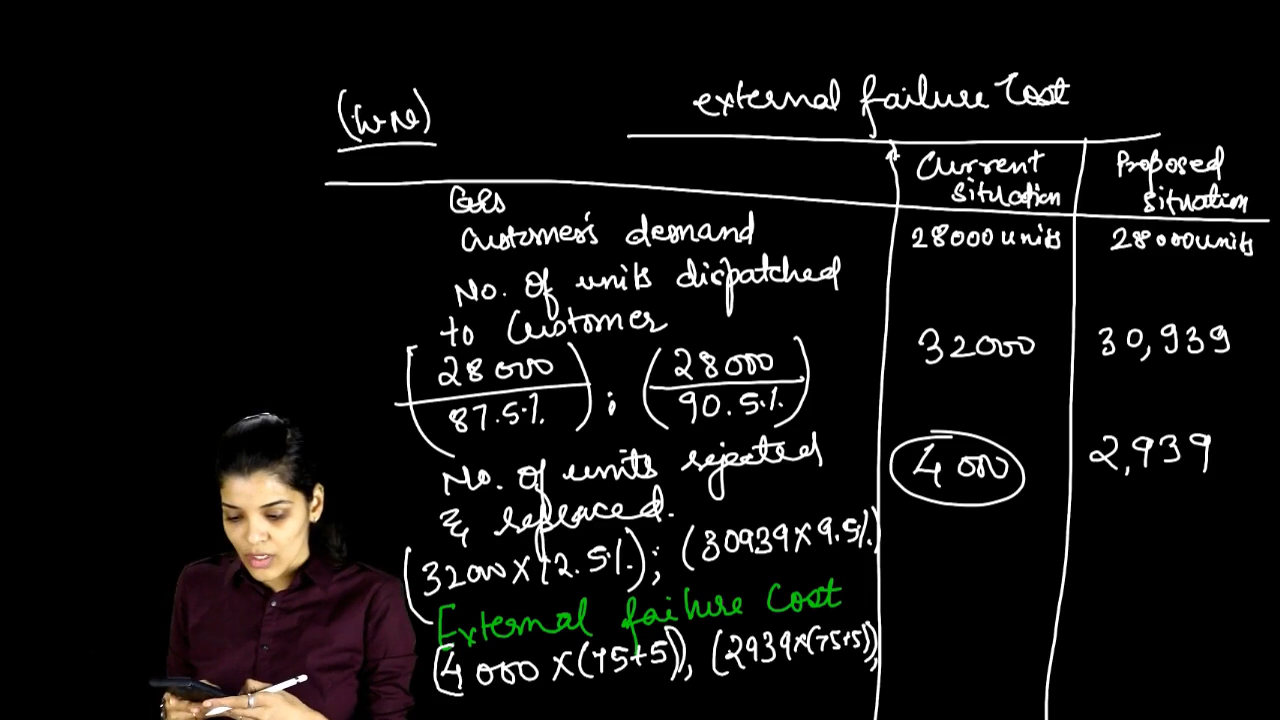 external failure Cost
(W.N.)
Current situation
Proposed situation
Customer's demand
28000 units
28000 units
No. Of units dispatched
to Customer
32000
30,939
(28000/87.5%) ; (28000/90.5%)
No. Of units rejected
& replaced.
4000
2,939
(32000 × 12.5%); (30939 × 9.5%)
External failure Cost
(4000 × (75+5)), (2939 × (75+5)),